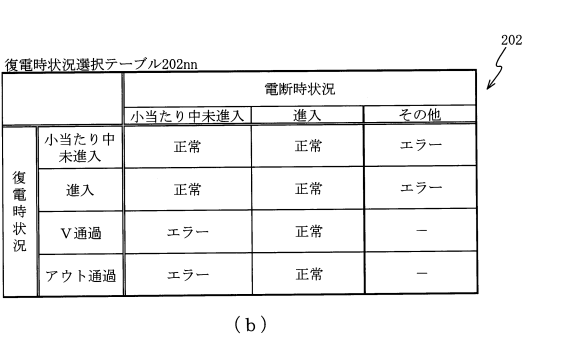 202
復電時状況選択テーブル202nn
電断時状況
小当たり中未進入 進入 その他
復電時状況
小当たり中
未進入 正常 正常 エラー
進入 正常 正常 エラー
V通過 エラー 正常 －
アウト通過 エラー 正常 －
(b)